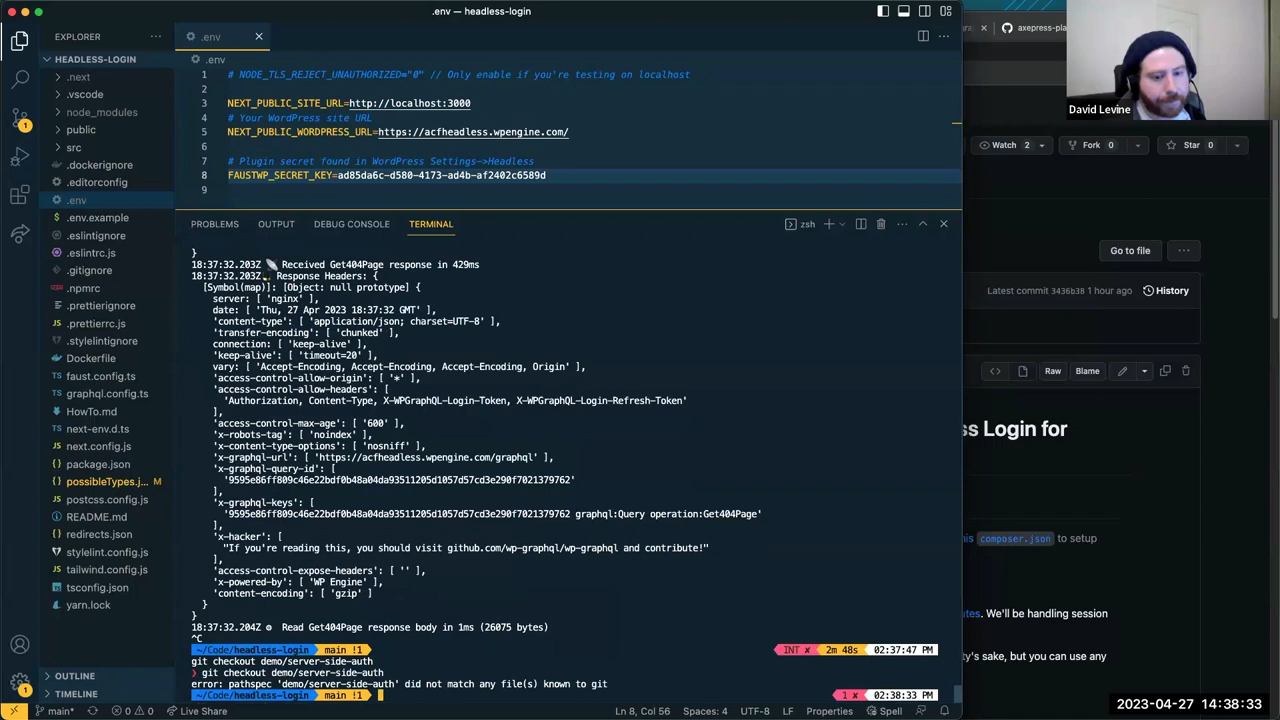 .env — headless-login
EXPLORER
HEADLESS-LOGIN
.next
.vscode
node_modules
public
src
.dockerignore
.editorconfig
.env
.env.example
.eslintignore
.eslintrc.js
.gitignore
.npmrc
.prettierignore
.prettierrc.js
.stylelintignore
Dockerfile
faust.config.ts
graphql.config.ts
HowTo.md
next-env.d.ts
next.config.js
package.json
possibleTypes.j... M
postcss.config.js
README.md
redirects.json
stylelint.config.js
tailwind.config.js
tsconfig.json
yarn.lock
OUTLINE
TIMELINE
.env
.env
1 # NODE_TLS_REJECT_UNAUTHORIZED="0" // Only enable if you're testing on localhost
2
3 NEXT_PUBLIC_SITE_URL=http://localhost:3000
4 # Your WordPress site URL
5 NEXT_PUBLIC_WORDPRESS_URL=https://acfheadless.wpengine.com/
6
7 # Plugin secret found in WordPress Settings->Headless
8 FAUSTWP_SECRET_KEY=ad85da6c-d580-4173-ad4b-af2402c6589d
9
PROBLEMS OUTPUT DEBUG CONSOLE TERMINAL zsh
}
18:37:32.203Z Received Get404Page response in 429ms
18:37:32.203Z Response Headers: {
[Symbol(map)]: [Object: null prototype] {
server: [ 'nginx' ],
date: [ 'Thu, 27 Apr 2023 18:37:32 GMT' ],
'content-type': [ 'application/json; charset=UTF-8' ],
'transfer-encoding': [ 'chunked' ],
connection: [ 'keep-alive' ],
'keep-alive': [ 'timeout=20' ],
vary: [ 'Accept-Encoding, Accept-Encoding, Accept-Encoding, Origin' ],
'access-control-allow-origin': [ '*' ],
'access-control-allow-headers': [
'Authorization, Content-Type, X-WPGraphQL-Login-Token, X-WPGraphQL-Login-Refresh-Token'
],
'access-control-max-age': [ '600' ],
'x-robots-tag': [ 'noindex' ],
'x-content-type-options': [ 'nosniff' ],
'x-graphql-url': [ 'https://acfheadless.wpengine.com/graphql' ],
'x-graphql-query-id': [
'9595e86ff809c46e22bdf0b48a04da93511205d1057d57cd3e290f7021379762'
],
'x-graphql-keys': [
'9595e86ff809c46e22bdf0b48a04da93511205d1057d57cd3e290f7021379762 graphql:Query operation:Get404Page'
],
'x-hacker': [
"If you're reading this, you should visit github.com/wp-graphql/wp-graphql and contribute!"
],
'access-control-expose-headers': [ '' ],
'x-powered-by': [ 'WP Engine' ],
'content-encoding': [ 'gzip' ]
}
}
18:37:32.204Z Read Get404Page response body in 1ms (26075 bytes)
^C
~/Code/headless-login main !1 INT ✘ 2m 48s 02:37:47 PM
git checkout demo/server-side-auth
❯ git checkout demo/server-side-auth
error: pathspec 'demo/server-side-auth' did not match any file(s) known to git
~/Code/headless-login main !1 1 ✘ 02:38:33 PM
main* 0 0 Live Share Ln 8, Col 56 Spaces: 4 UTF-8 LF Properties Spell
axepress-pla
David Levine
Watch 2 Fork 0 Star 0
Go to file ...
Latest commit 3436b38 1 hour ago History
Raw Blame
ss Login for
his composer.json to setup
utes. We'll be handling session
ty's sake, but you can use any
2023-04-27 14:38:33